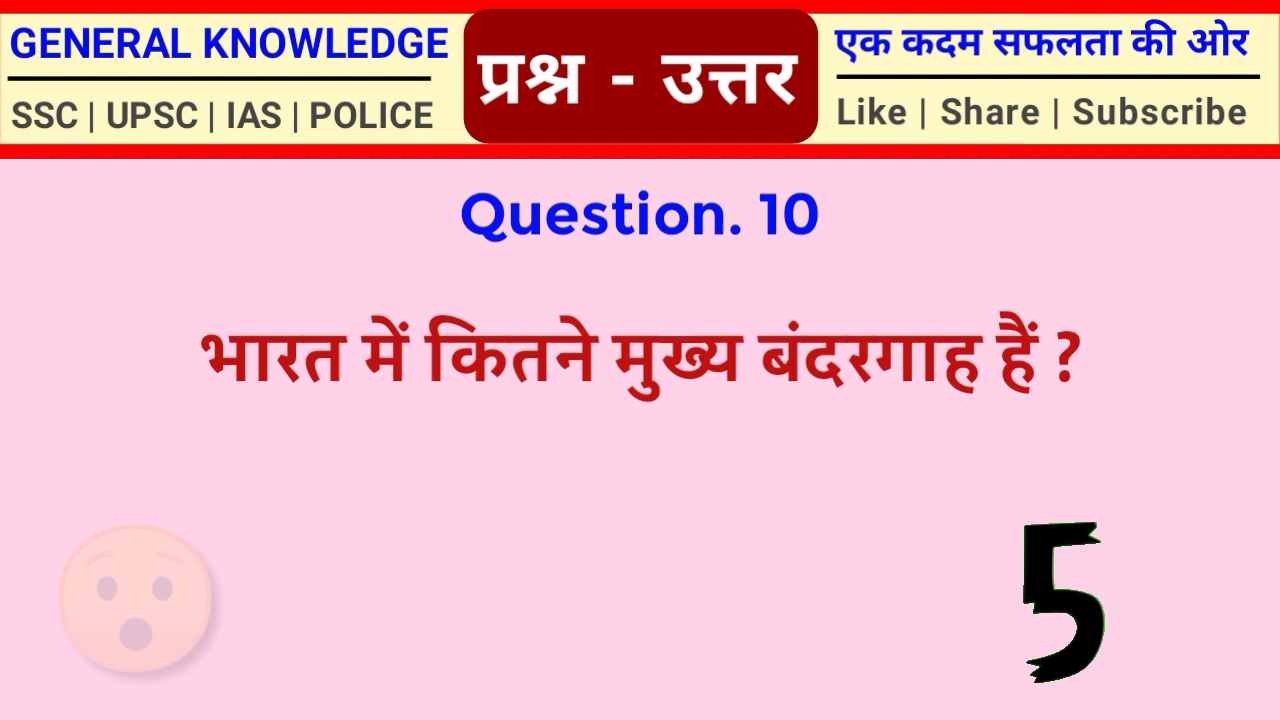 GENERAL KNOWLEDGE
SSC | UPSC | IAS | POLICE
प्रश्न - उत्तर
एक कदम सफलता की ओर
Like | Share | Subscribe
Question. 10
भारत में कितने मुख्य बंदरगाह हैं ?
5